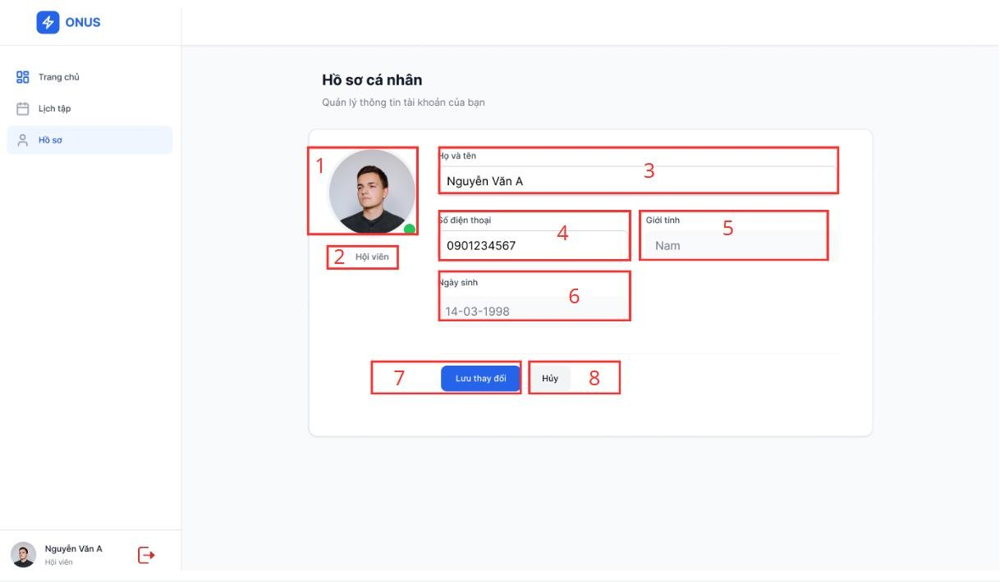 ONUS
Trang chủ
Lịch tập
Hồ sơ
Hồ sơ cá nhân
Quản lý thông tin tài khoản của bạn
1
2 Hội viên
Họ và tên
3
Nguyễn Văn A
Số điện thoại
4
0901234567
Giới tính
5
Nam
Ngày sinh
6
14-03-1998
7 Lưu thay đổi
Hủy 8
Nguyễn Văn A
Hội viên